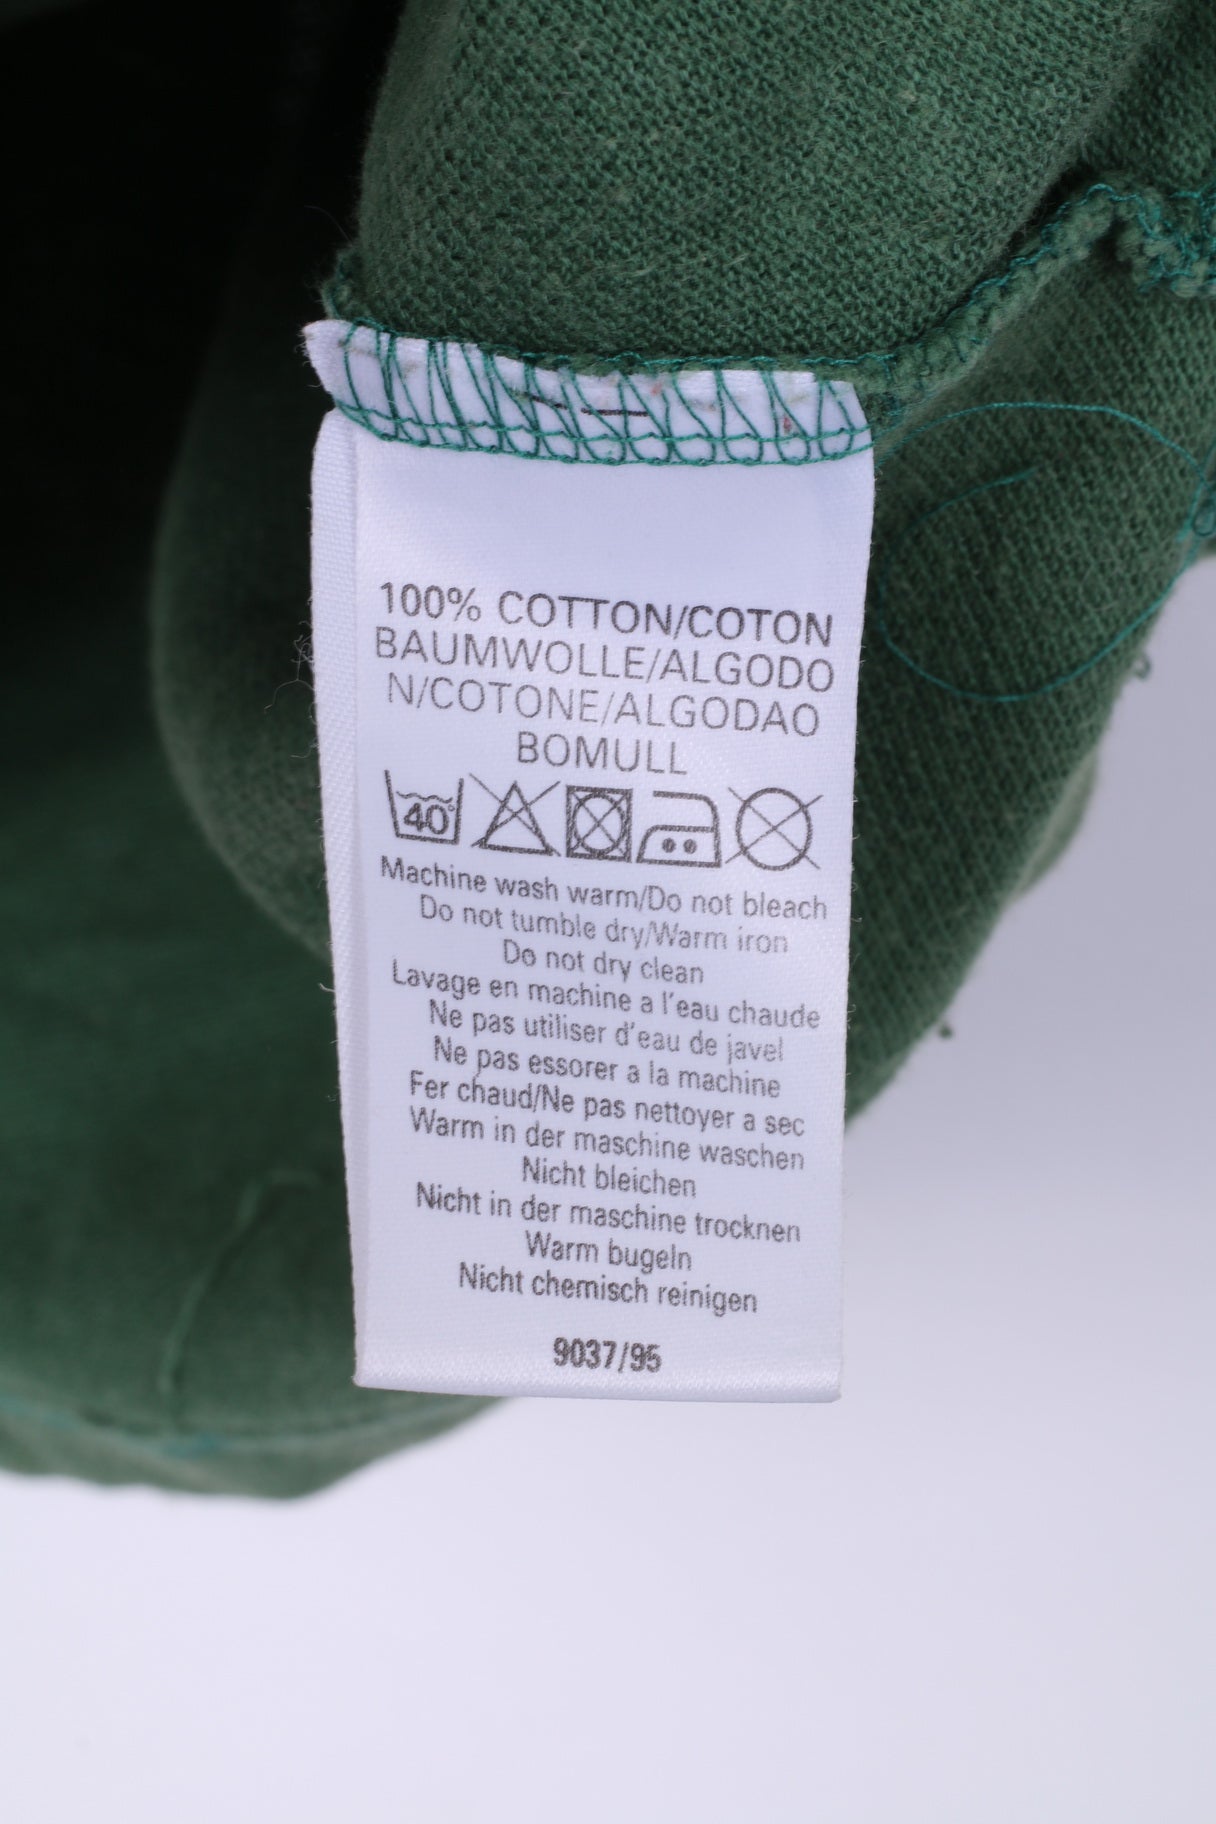 100% COTTON/COTON
BAUMWOLLE/ALGODO
N/COTONE/ALGODAO
BOMULL
40°
Machine wash warm/Do not bleach
Do not tumble dry/Warm iron
Do not dry clean
Lavage en machine a l'eau chaude
Ne pas utiliser d'eau de javel
Ne pas essorer a la machine
Fer chaud/Ne pas nettoyer a sec
Warm in der maschine waschen
Nicht bleichen
Nicht in der maschine trocknen
Warm bugeln
Nicht chemisch reinigen
9037/95